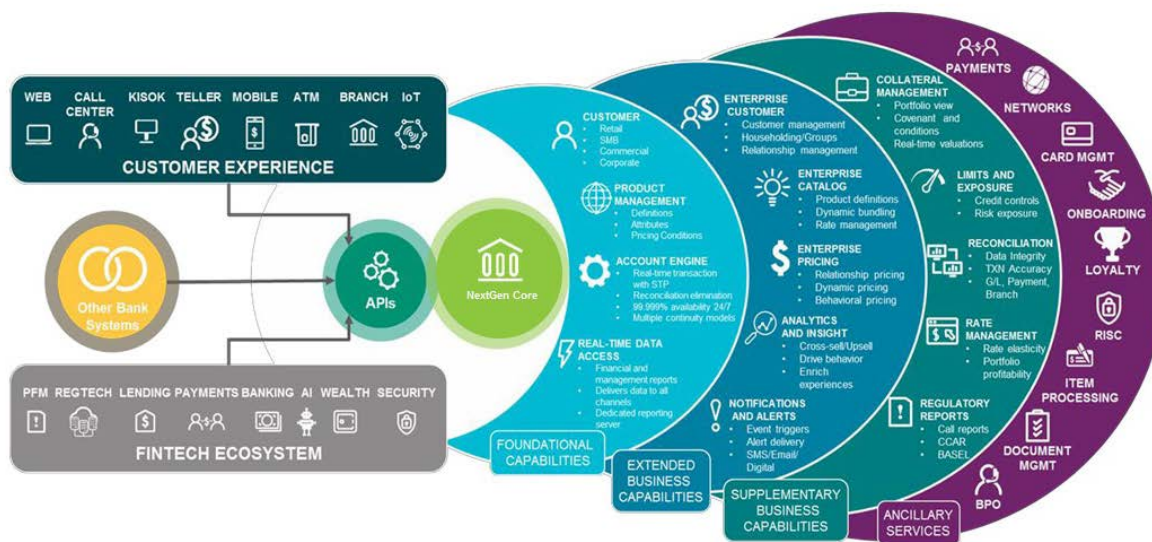 WEB
CALL
CENTER
KISOK
TELLER
MOBILE
ATM
BRANCH
IoT
CUSTOMER EXPERIENCE
Other Bank
Systems
APIs
NextGen Core
PFM
REGTECH
LENDING
PAYMENTS
BANKING
AI
WEALTH
SECURITY
FINTECH ECOSYSTEM
CUSTOMER
• Retail
• SMB
• Commercial
• Corporate
PRODUCT
MANAGEMENT
• Definitions
• Attributes
• Pricing Conditions
ACCOUNT ENGINE
• Real-time transaction
with STP
• Reconciliation elimination
• 99.999% availability 24/7
• Multiple continuity models
REAL-TIME DATA
ACCESS
• Financial and
management reports
• Delivers data to all
channels
• Dedicated reporting
server
FOUNDATIONAL
CAPABILITIES
ENTERPRISE
CUSTOMER
• Customer management
• Householding/Groups
• Relationship management
ENTERPRISE
CATALOG
• Product definitions
• Dynamic bundling
• Rate management
ENTERPRISE
PRICING
• Relationship pricing
• Dynamic pricing
• Behavioral pricing
ANALYTICS
AND INSIGHT
• Cross-sell/Upsell
• Drive behavior
• Enrich
experiences
NOTIFICATIONS
AND ALERTS
• Event triggers
• Alert delivery
• SMS/Email/
Digital
EXTENDED
BUSINESS
CAPABILITIES
COLLATERAL
MANAGEMENT
• Portfolio view
• Covenant and
conditions
• Real-time valuations
LIMITS AND
EXPOSURE
• Credit controls
• Risk exposure
RECONCILIATION
• Data Integrity
• TXN Accuracy
• G/L, Payment,
Branch
RATE
MANAGEMENT
• Rate elasticity
• Portfolio
profitability
REGULATORY
REPORTS
• Call reports
• CCAR
• BASEL
SUPPLEMENTARY
BUSINESS
CAPABILITIES
PAYMENTS
NETWORKS
CARD MGMT
ONBOARDING
LOYALTY
RISC
ITEM
PROCESSING
DOCUMENT
MGMT
BPO
ANCILLARY
SERVICES